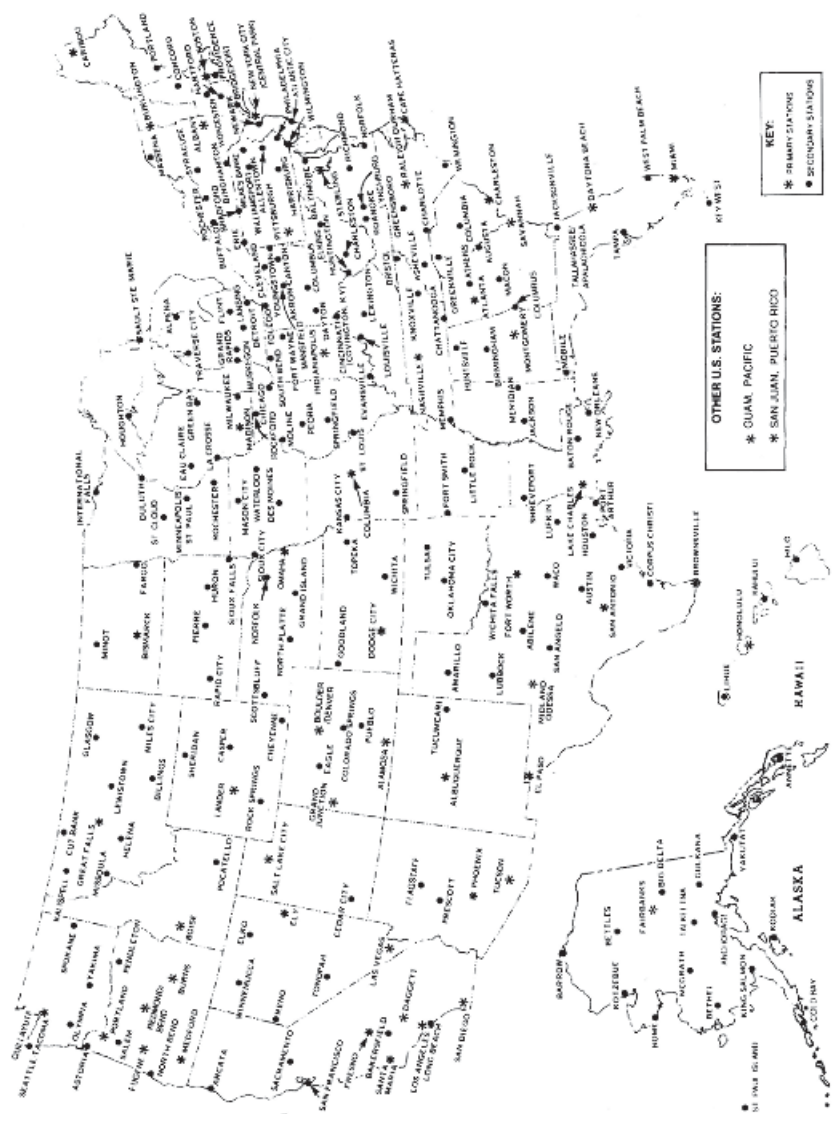 CARIBOU
PORTLAND
BURLINGTON
CONCORD
MASSENA
SYRACUSE
ALBANY
HARTFORD
BOSTON
PROVIDENCE
WORCESTER
BRIDGEPORT
NEWARK
NEW YORK CITY
(CENTRAL PARK)
PHILADELPHIA
ATLANTIC CITY
WILMINGTON
ROCHESTER
BUFFALO
BRADFORD
BINGHAMTON
WILKES BARRE
WILLIAMSPORT
ALLENTOWN
ERIE
PITTSBURGH
HARRISBURG
BALTIMORE
STERLING
RICHMOND
NORFOLK
CAPE HATTERAS
RALEIGH DURHAM
GREENSBORO
LYNCHBURG
ROANOKE
CHARLESTON
HUNTINGTON
ELKINS
COLUMBUS
CANTON
AKRON
YOUNGSTOWN
CLEVELAND
MANSFIELD
TOLEDO
DETROIT
LANSING
FLINT
ALPENA
SAULT STE. MARIE
TRAVERSE CITY
GRAND
RAPIDS
MUSKEGON
HOUGHTON
GREEN BAY
MILWAUKEE
MADISON
CHICAGO
ROCKFORD
MOLINE
PEORIA
SPRINGFIELD
SOUTH BEND
FORT WAYNE
INDIANAPOLIS
DAYTON
CINCINNATI
(COVINGTON, KY)
LEXINGTON
LOUISVILLE
EVANSVILLE
ST. LOUIS
BRISTOL
ASHEVILLE
CHARLOTTE
WILMINGTON
CHARLESTON
COLUMBIA
GREENVILLE
KNOXVILLE
CHATTANOOGA
NASHVILLE
MEMPHIS
ATHENS
AUGUSTA
SAVANNAH
ATLANTA
MACON
COLUMBUS
HUNTSVILLE
BIRMINGHAM
MONTGOMERY
MOBILE
MERIDIAN
JACKSON
JACKSONVILLE
TALLAHASSEE/
APALACHICOLA
DAYTONA BEACH
TAMPA
WEST PALM BEACH
MIAMI
KEY WEST
NEW ORLEANS
BATON ROUGE
INTERNATIONAL
FALLS
DULUTH
ST CLOUD
MINNEAPOLIS
ST. PAUL
EAU CLAIRE
LA CROSSE
ROCHESTER
MASON CITY
WATERLOO
DES MOINES
KANSAS CITY
COLUMBIA
SPRINGFIELD
FORT SMITH
LITTLE ROCK
SHREVEPORT
LUFKIN
LAKE CHARLES
PORT
ARTHUR
HOUSTON
VICTORIA
CORPUS CHRISTI
BROWNSVILLE
FARGO
MINOT
BISMARCK
PIERRE
HURON
SIOUX FALLS
RAPID CITY
SIOUX CITY
OMAHA
NORFOLK
GRAND ISLAND
NORTH PLATTE
SCOTTSBLUFF
GOODLAND
DODGE CITY
TOPEKA
WICHITA
TULSA
OKLAHOMA CITY
WICHITA FALLS
FORT WORTH
WACO
AUSTIN
SAN ANTONIO
ABILENE
SAN ANGELO
AMARILLO
LUBBOCK
MIDLAND
ODESSA
EL PASO
GLASGOW
MILES CITY
BILLINGS
LEWISTOWN
CUT BANK
GREAT FALLS
HELENA
MISSOULA
KALISPELL
SHERIDAN
CASPER
LANDER
ROCK SPRINGS
CHEYENNE
BOULDER
DENVER
EAGLE
COLORADO SPRINGS
PUEBLO
ALAMOSA
GRAND
JUNCTION
TUCUMCARI
ALBUQUERQUE
POCATELLO
BOISE
SALT LAKE CITY
CEDAR CITY
FLAGSTAFF
PRESCOTT
PHOENIX
TUCSON
ELKO
ELY
WINNEMUCCA
RENO
TONOPAH
LAS VEGAS
SPOKANE
YAKIMA
OLYMPIA
SEATTLE TACOMA
QUILLAYUTE
ASTORIA
PORTLAND
PENDLETON
SALEM
EUGENE
NORTH BEND
MEDFORD
REDMOND/
BEND
BURNS
ARCATA
SACRAMENTO
SAN FRANCISCO
FRESNO
BAKERSFIELD
SANTA
MARIA
DAGGETT
LOS ANGELES
LONG BEACH
SAN DIEGO
BARROW
KOTZEBUE
NOME
BETTLES
FAIRBANKS
BIG DELTA
GULKANA
TALKEETNA
MCGRATH
ANCHORAGE
BETHEL
KING SALMON
KODIAK
COLD BAY
ST. PAUL ISLAND
YAKUTAT
ANNETTE
ALASKA
LIHUE
HONOLULU
KAHULUI
HILO
HAWAII
OTHER U.S. STATIONS:
* GUAM, PACIFIC
* SAN JUAN, PUERTO RICO
KEY:
* PRIMARY STATIONS
● SECONDARY STATIONS